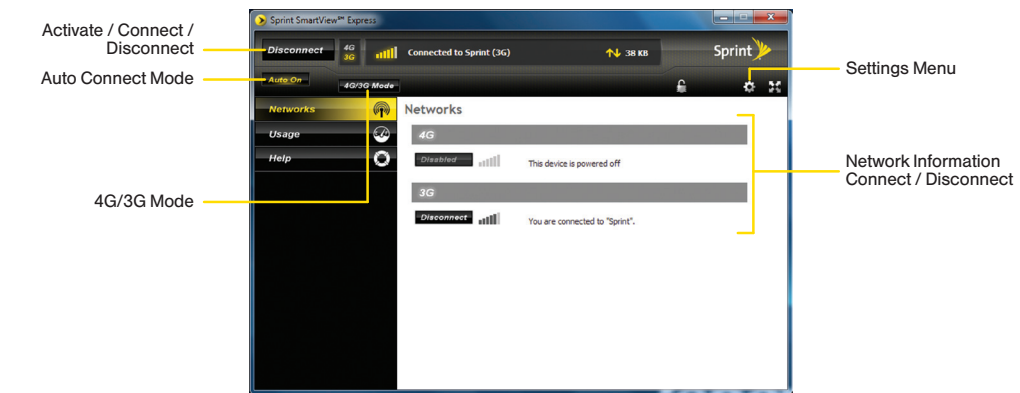 Sprint SmartView℠ Express
Activate / Connect /
Disconnect
Disconnect
4G
3G
Connected to Sprint (3G)
38 KB
Sprint
Auto Connect Mode
Auto On
4G/3G Mode
Settings Menu
Networks
Usage
Help
Networks
4G
Disabled
This device is powered off
3G
Disconnect
You are connected to "Sprint".
Network Information
Connect / Disconnect
4G/3G Mode